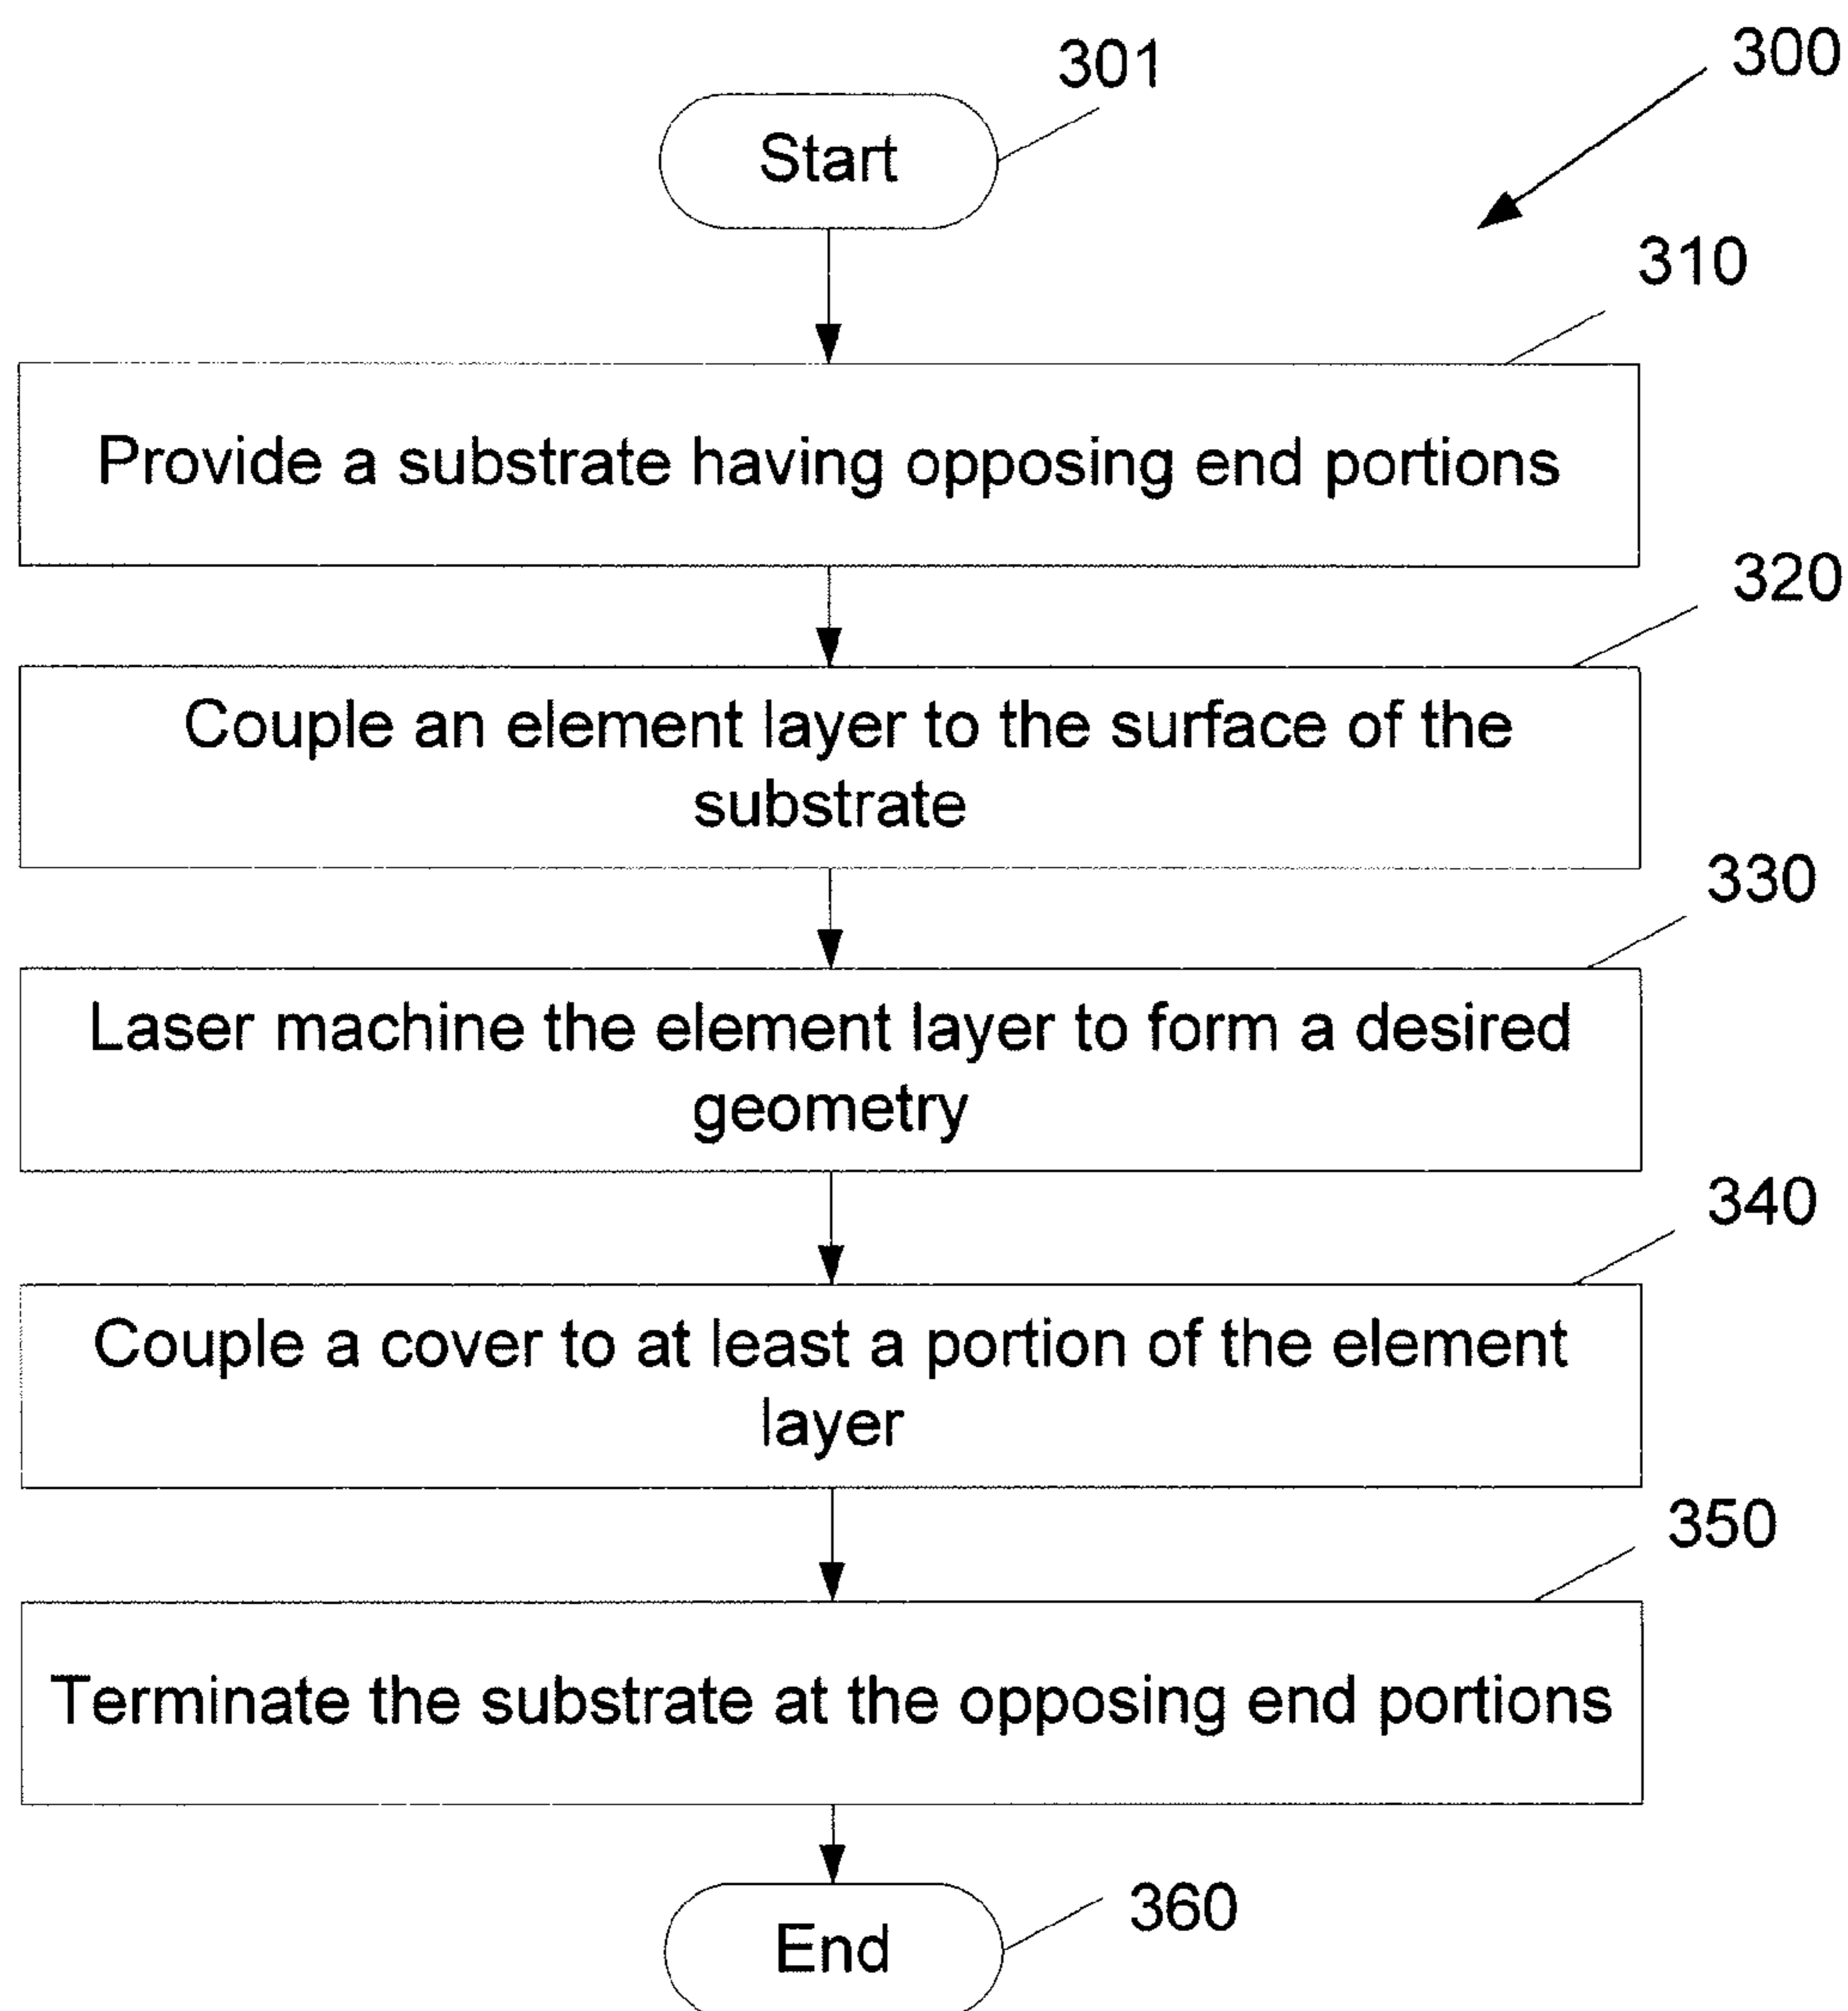 300
301
Start
310
Provide a substrate having opposing end portions
320
Couple an element layer to the surface of the
substrate
330
Laser machine the element layer to form a desired
geometry
340
Couple a cover to at least a portion of the element
layer
350
Terminate the substrate at the opposing end portions
360
End